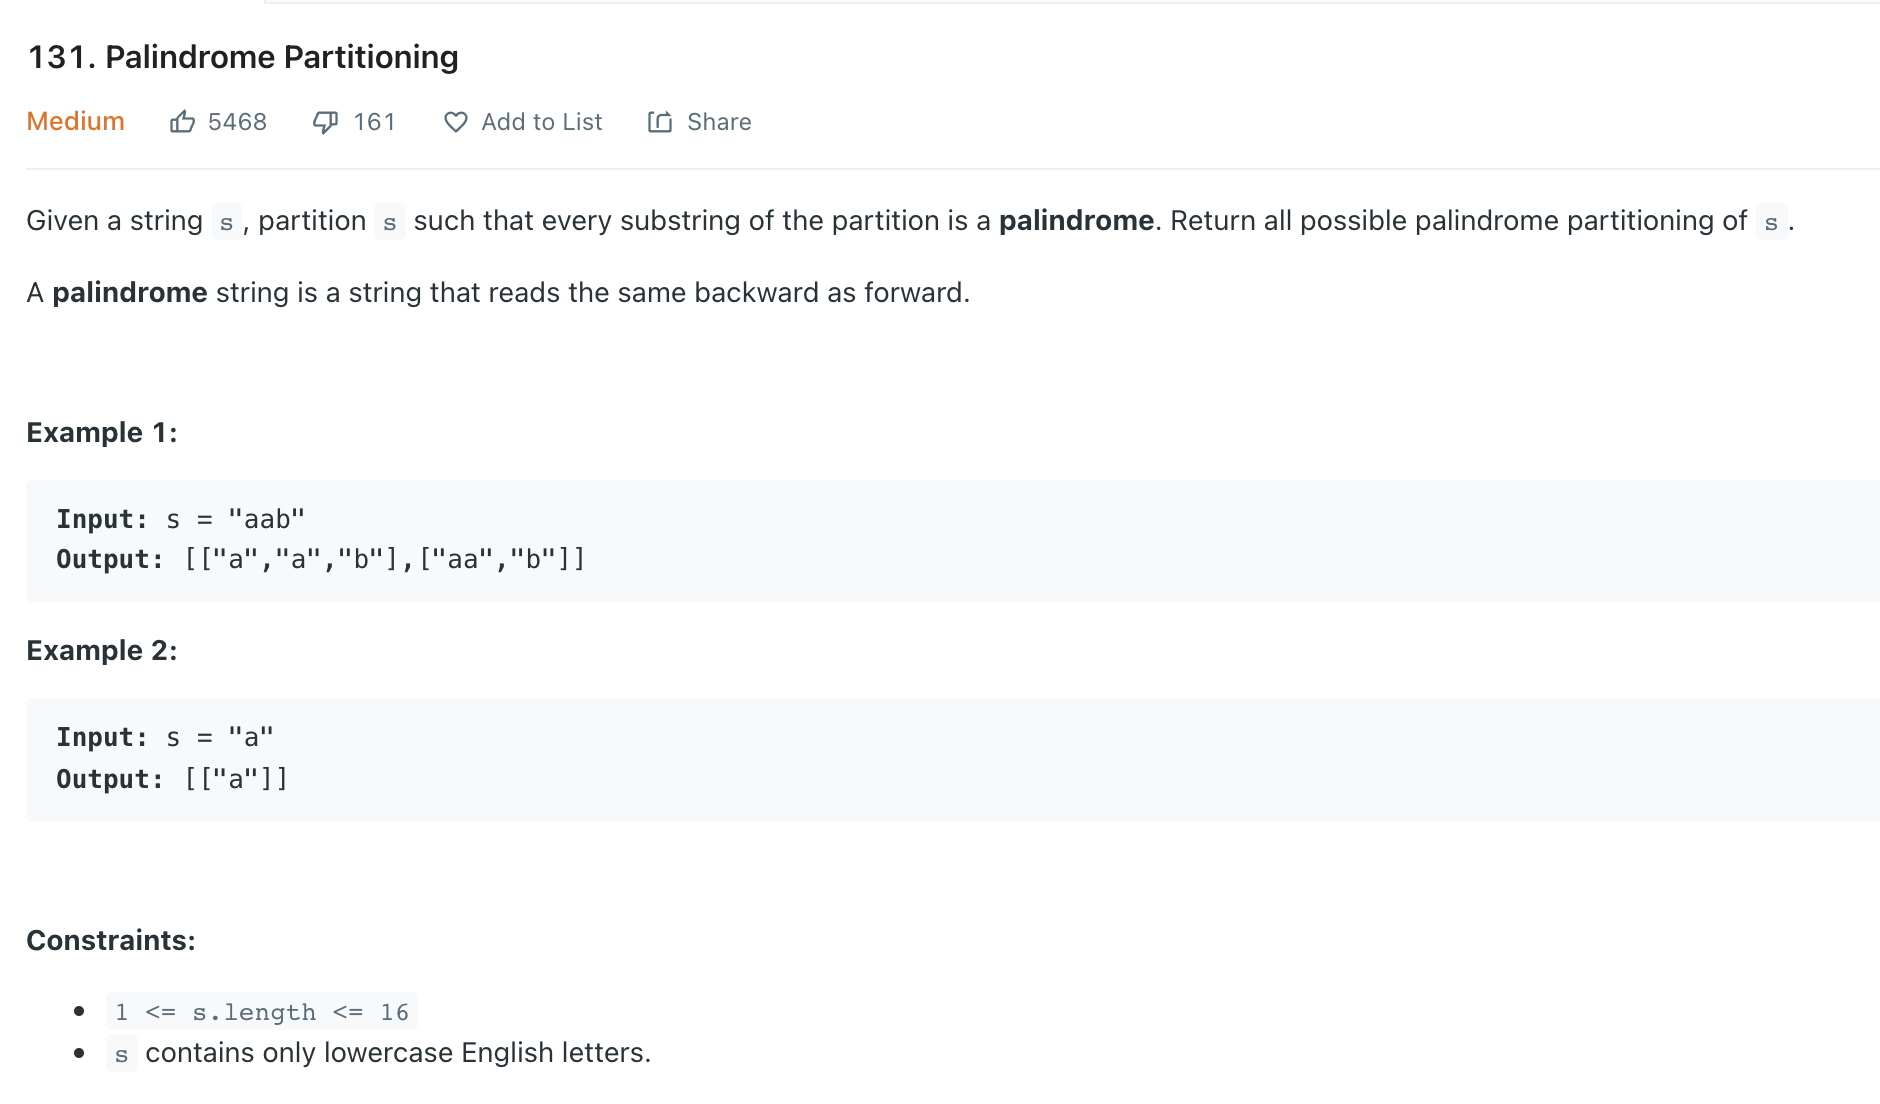 131. Palindrome Partitioning
Medium 5468 161 Add to List Share
Given a string s , partition s such that every substring of the partition is a palindrome. Return all possible palindrome partitioning of s .
A palindrome string is a string that reads the same backward as forward.
Example 1:
Input: s = "aab"
Output: [["a","a","b"],["aa","b"]]
Example 2:
Input: s = "a"
Output: [["a"]]
Constraints:
1 <= s.length <= 16
s contains only lowercase English letters.